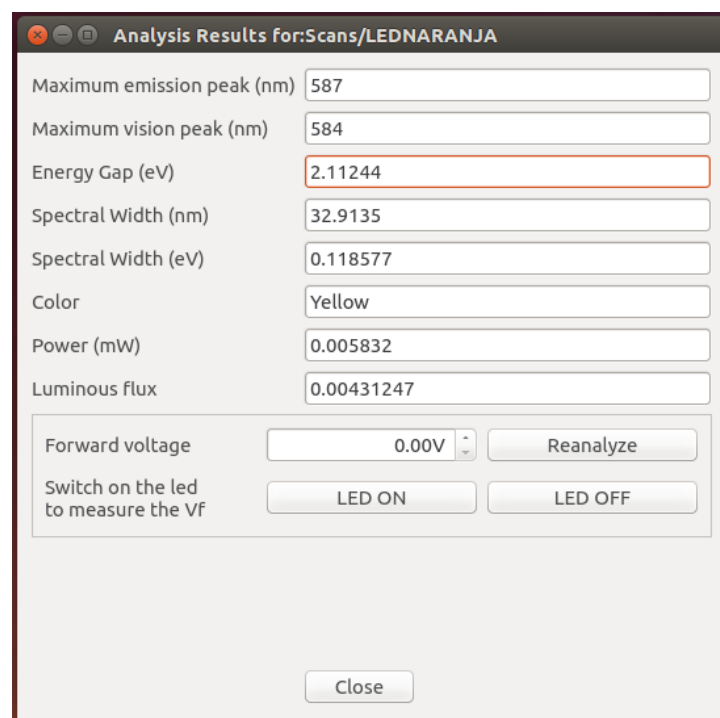 Analysis Results for:Scans/LEDNARANJA
Maximum emission peak (nm) 587
Maximum vision peak (nm) 584
Energy Gap (eV) 2.11244
Spectral Width (nm) 32.9135
Spectral Width (eV) 0.118577
Color Yellow
Power (mW) 0.005832
Luminous flux 0.00431247
Forward voltage 0.00V Reanalyze
Switch on the led
to measure the Vf LED ON LED OFF
Close